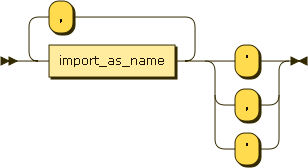 ,
import_as_name
'
,
'